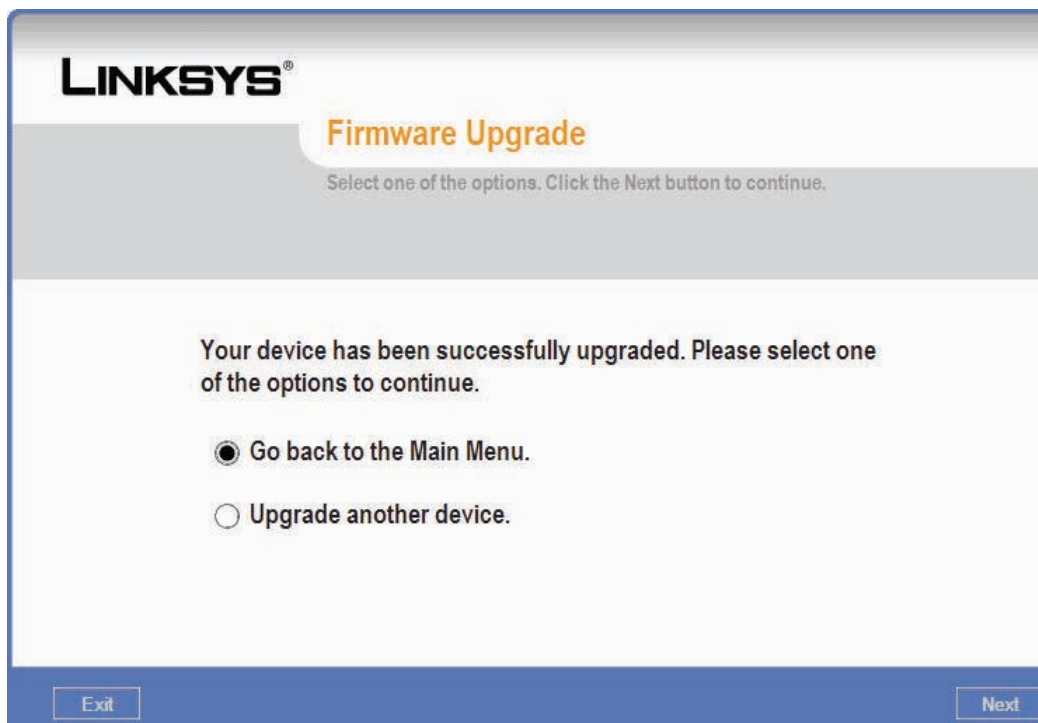 LINKSYS®
Firmware Upgrade
Select one of the options. Click the Next button to continue.
Your device has been successfully upgraded. Please select one
of the options to continue.
Go back to the Main Menu.
Upgrade another device.
Exit
Next